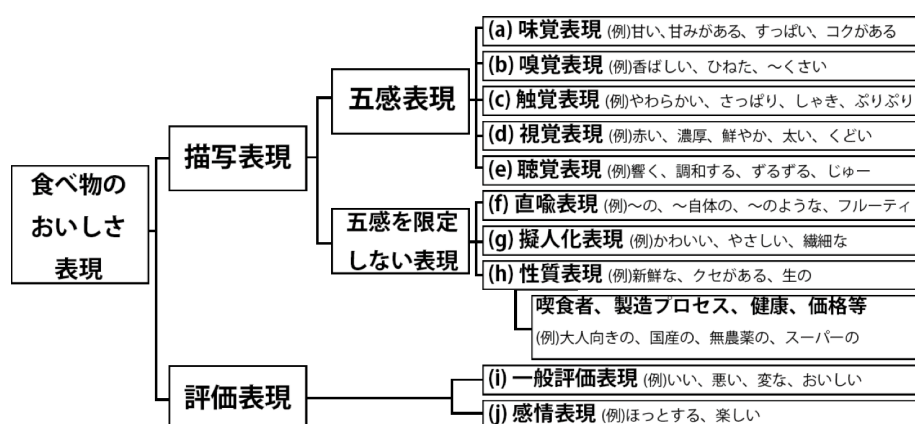 食べ物の
おいしさ
表現
描写表現
五感表現
(a) 味覚表現 (例)甘い、甘みがある、すっぱい、コクがある
(b) 嗅覚表現 (例)香ばしい、ひねた、～くさい
(c) 触覚表現 (例)やわらかい、さっぱり、しゃき、ぷりぷり
(d) 視覚表現 (例)赤い、濃厚、鮮やか、太い、くどい
(e) 聴覚表現 (例)響く、調和する、ずるずる、じゅー
五感を限定
しない表現
(f) 直喩表現 (例)～の、～自体の、～のような、フルーティ
(g) 擬人化表現 (例)かわいい、やさしい、繊細な
(h) 性質表現 (例)新鮮な、クセがある、生の
喫食者、製造プロセス、健康、価格等
(例)大人向きの、国産の、無農薬の、スーパーの
評価表現
(i) 一般評価表現 (例)いい、悪い、変な、おいしい
(j) 感情表現 (例)ほっとする、楽しい